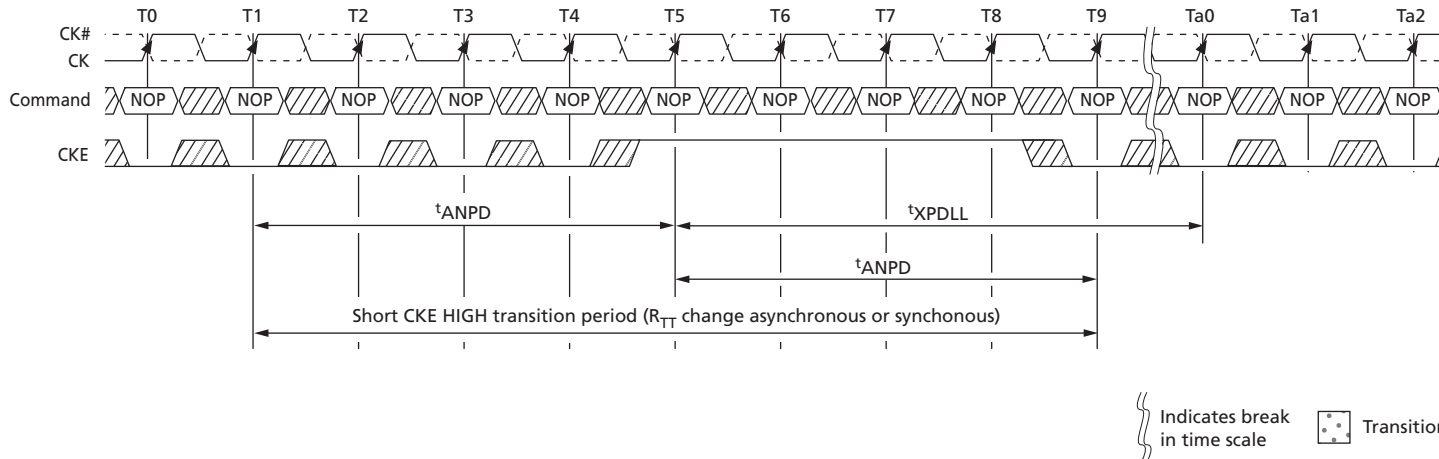 T0 T1 T2 T3 T4 T5 T6 T7 T8 T9 Ta0 Ta1 Ta2
CK#
CK
Command NOP NOP NOP NOP NOP NOP NOP NOP NOP NOP NOP NOP NOP
CKE
tANPD tXPDLL
tANPD
Short CKE HIGH transition period (RTT change asynchronous or synchonous)
Indicates break
in time scale
Transition